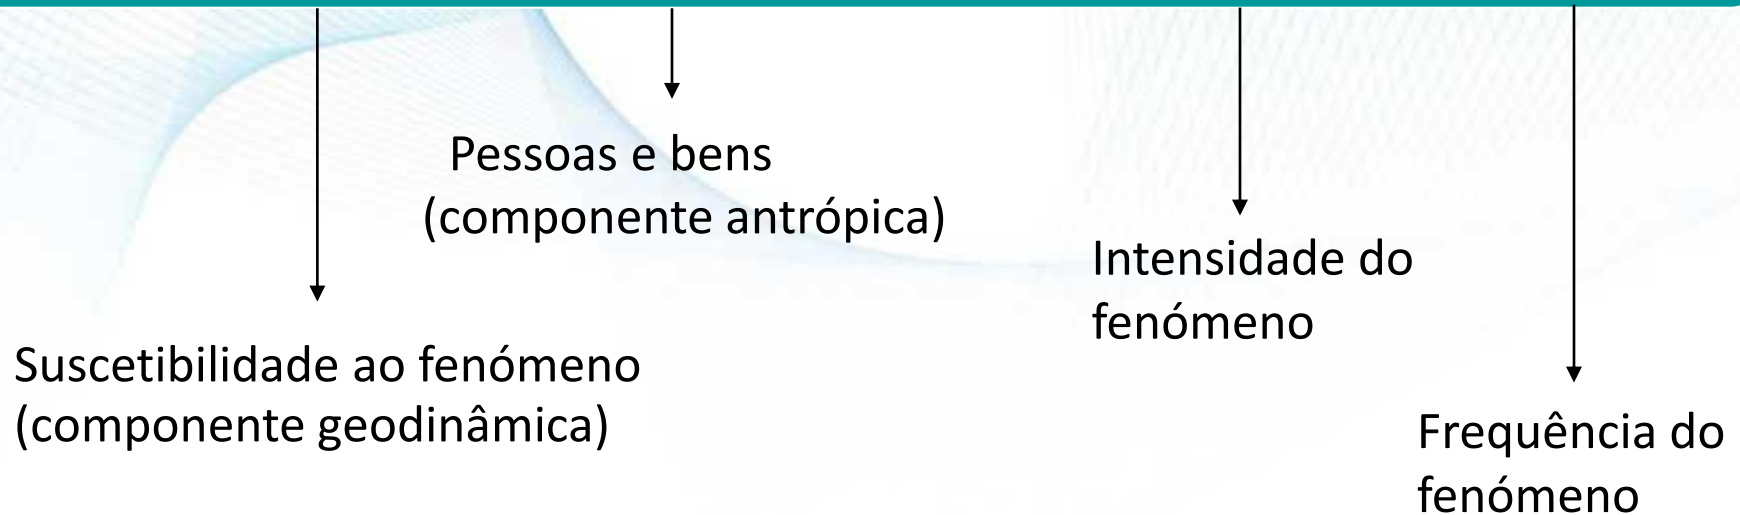 Pessoas e bens
(componente antrópica)
Intensidade do
fenómeno
Suscetibilidade ao fenómeno
(componente geodinâmica)
Frequência do
fenómeno